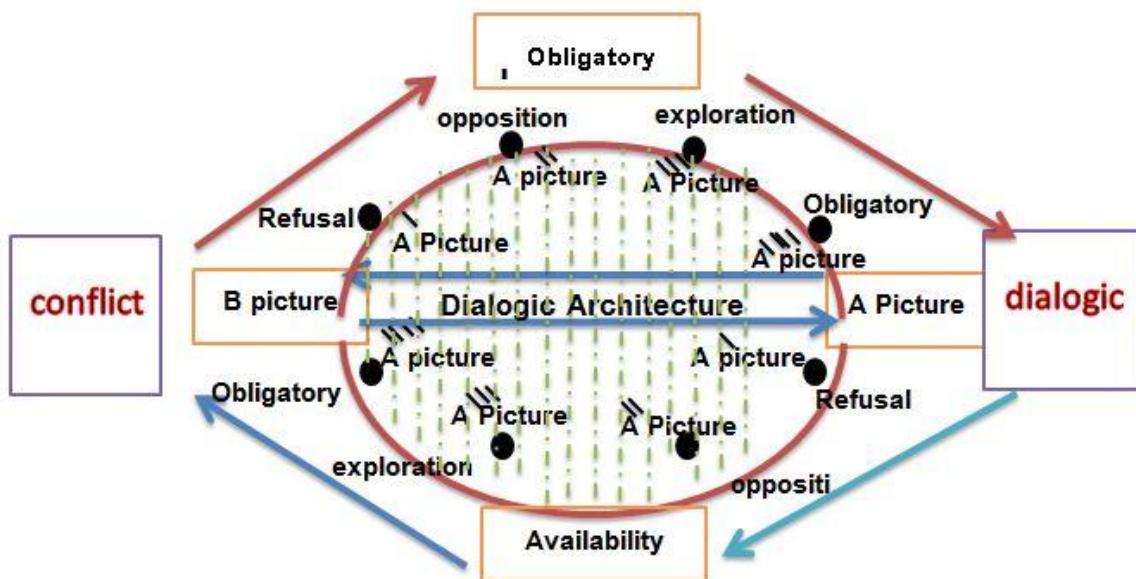 Obligatory
opposition
exploration
A picture
A Picture
Refusal
Obligatory
A Picture
A picture
conflict
B picture
Dialogic Architecture
A Picture
dialogic
A picture
A picture
Obligatory
Refusal
A Picture
A Picture
exploration
oppositi
Availability